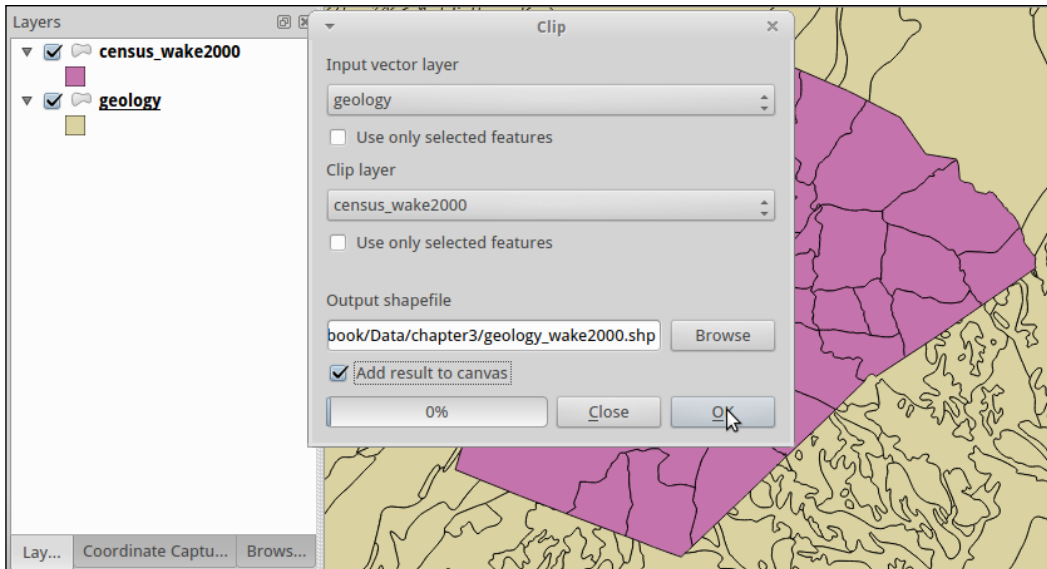 Layers
census_wake2000
geology
Clip
Input vector layer
geology
Use only selected features
Clip layer
census_wake2000
Use only selected features
Output shapefile
book/Data/chapter3/geology_wake2000.shp
Browse
Add result to canvas
0%
Close
OK
Lay...
Coordinate Captu...
Brows...